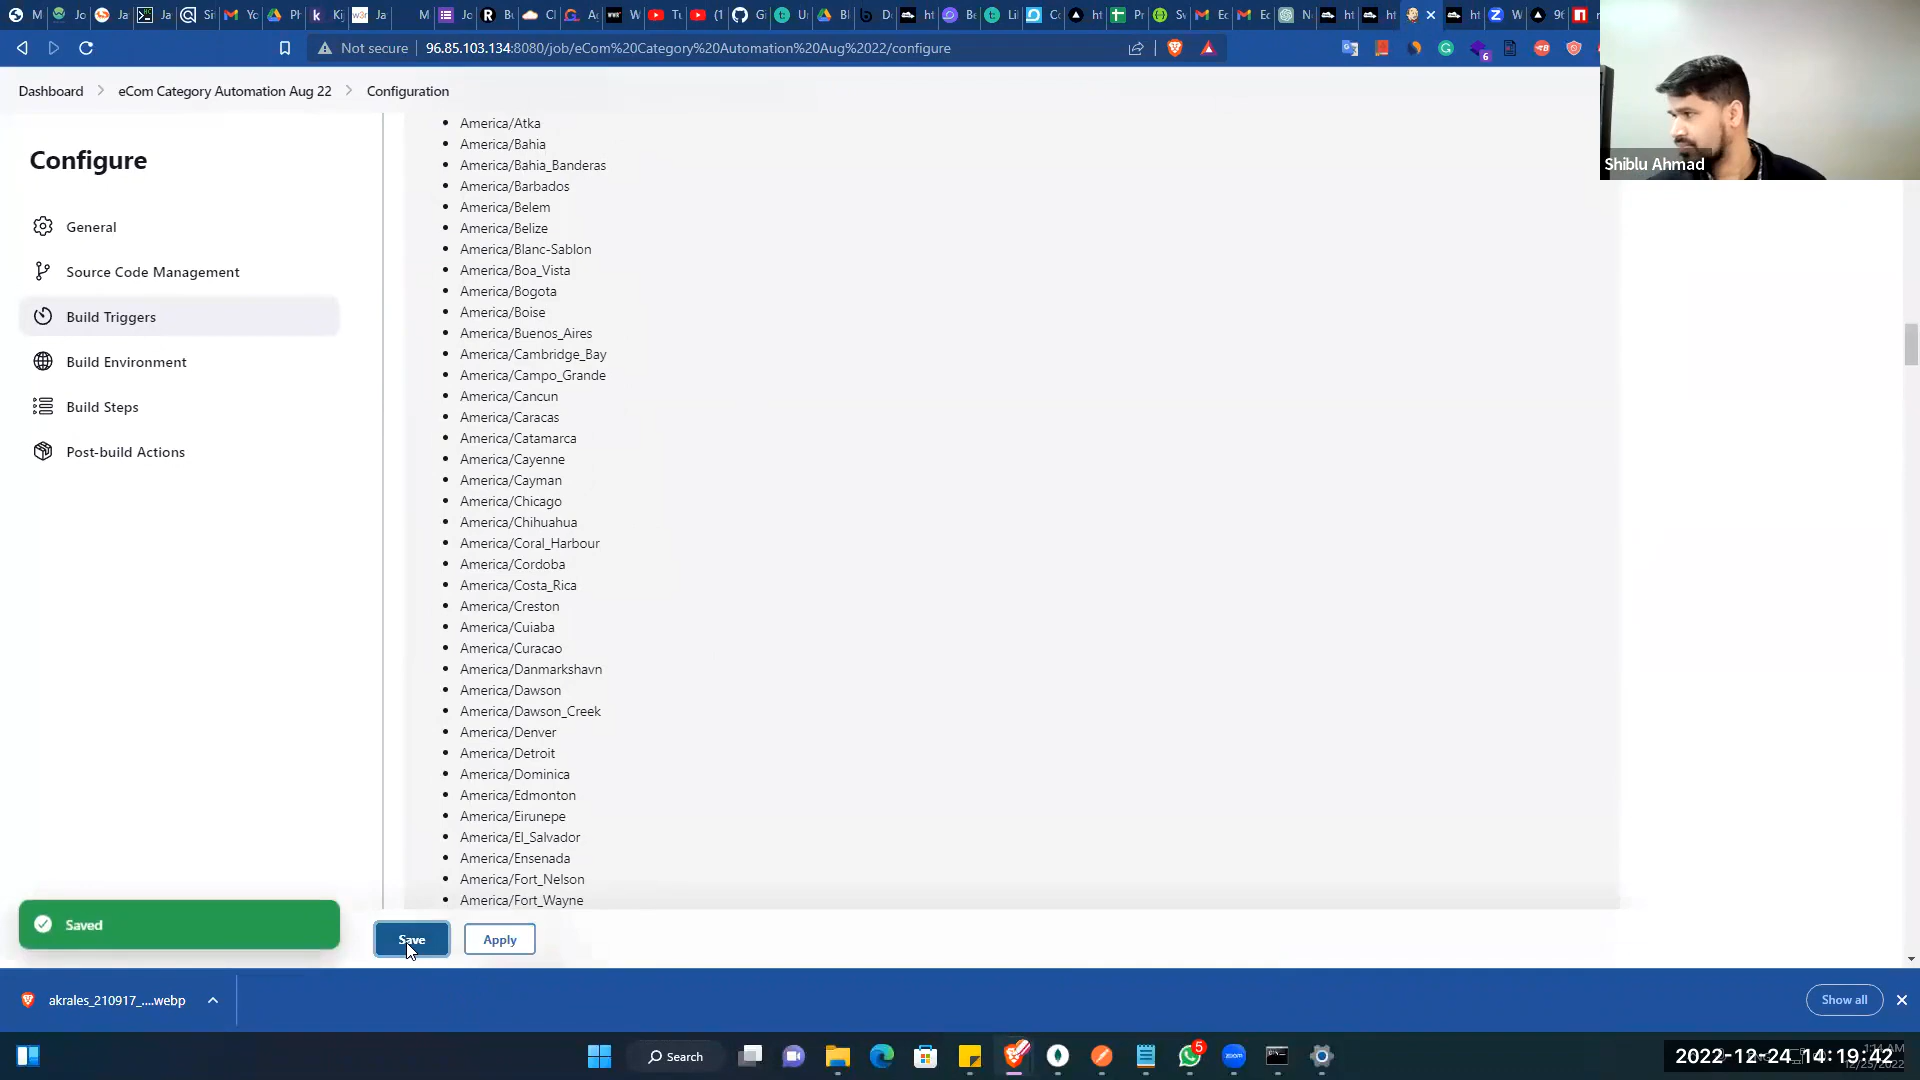 Not secure
96.85.103.134:8080/job/eCom%20Category%20Automation%20Aug%2022/configure
6
Dashboard
eCom Category Automation Aug 22
Configuration
Shiblu Ahmad
Configure
General
Source Code Management
Build Triggers
Build Environment
Build Steps
Post-build Actions
America/Atka
America/Bahia
America/Bahia_Banderas
America/Barbados
America/Belem
America/Belize
America/Blanc-Sablon
America/Boa_Vista
America/Bogota
America/Boise
America/Buenos_Aires
America/Cambridge_Bay
America/Campo_Grande
America/Cancun
America/Caracas
America/Catamarca
America/Cayenne
America/Cayman
America/Chicago
America/Chihuahua
America/Coral_Harbour
America/Cordoba
America/Costa_Rica
America/Creston
America/Cuiaba
America/Curacao
America/Danmarkshavn
America/Dawson
America/Dawson_Creek
America/Denver
America/Detroit
America/Dominica
America/Edmonton
America/Eirunepe
America/El_Salvador
America/Ensenada
America/Fort_Nelson
America/Fort_Wayne
Saved
Save
Apply
akrales_210917_....webp
Show all
Search
5
zoom
2022-12-24 14:19:42